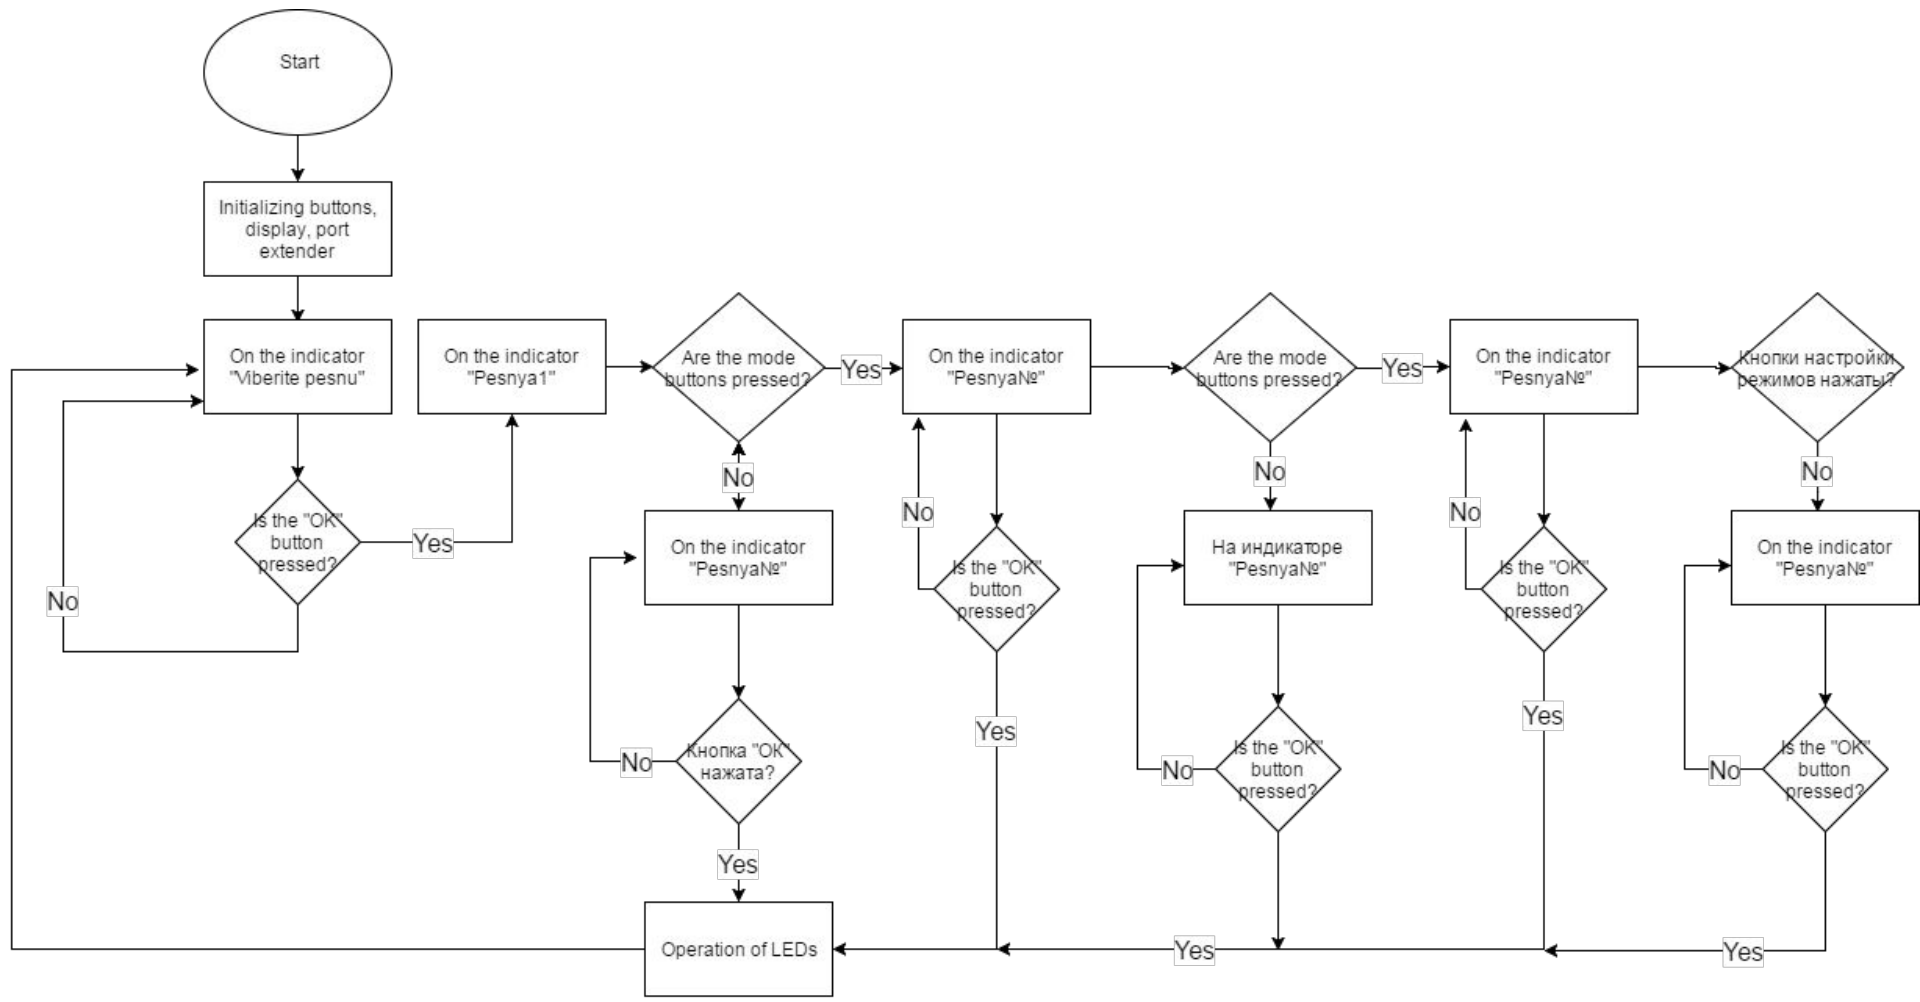 Start
Initializing buttons,
display, port
extender
On the indicator
"Viberite pesnu"
On the indicator
"Pesnya1"
Are the mode
buttons pressed?
Yes
On the indicator
"Pesnya№"
Are the mode
buttons pressed?
Yes
On the indicator
"Pesnya№"
Кнопки настройки
режимов нажаты?
No
No
No
Is the "OK"
button
pressed?
Yes
No
On the indicator
"Pesnya№"
No
Is the "OK"
button
pressed?
На индикаторе
"Pesnya№"
No
Is the "OK"
button
pressed?
On the indicator
"Pesnya№"
Кнопка "ОК"
нажата?
No
Yes
Is the "OK"
button
pressed?
No
Yes
Is the "OK"
button
pressed?
No
Yes
Operation of LEDs
Yes
Yes